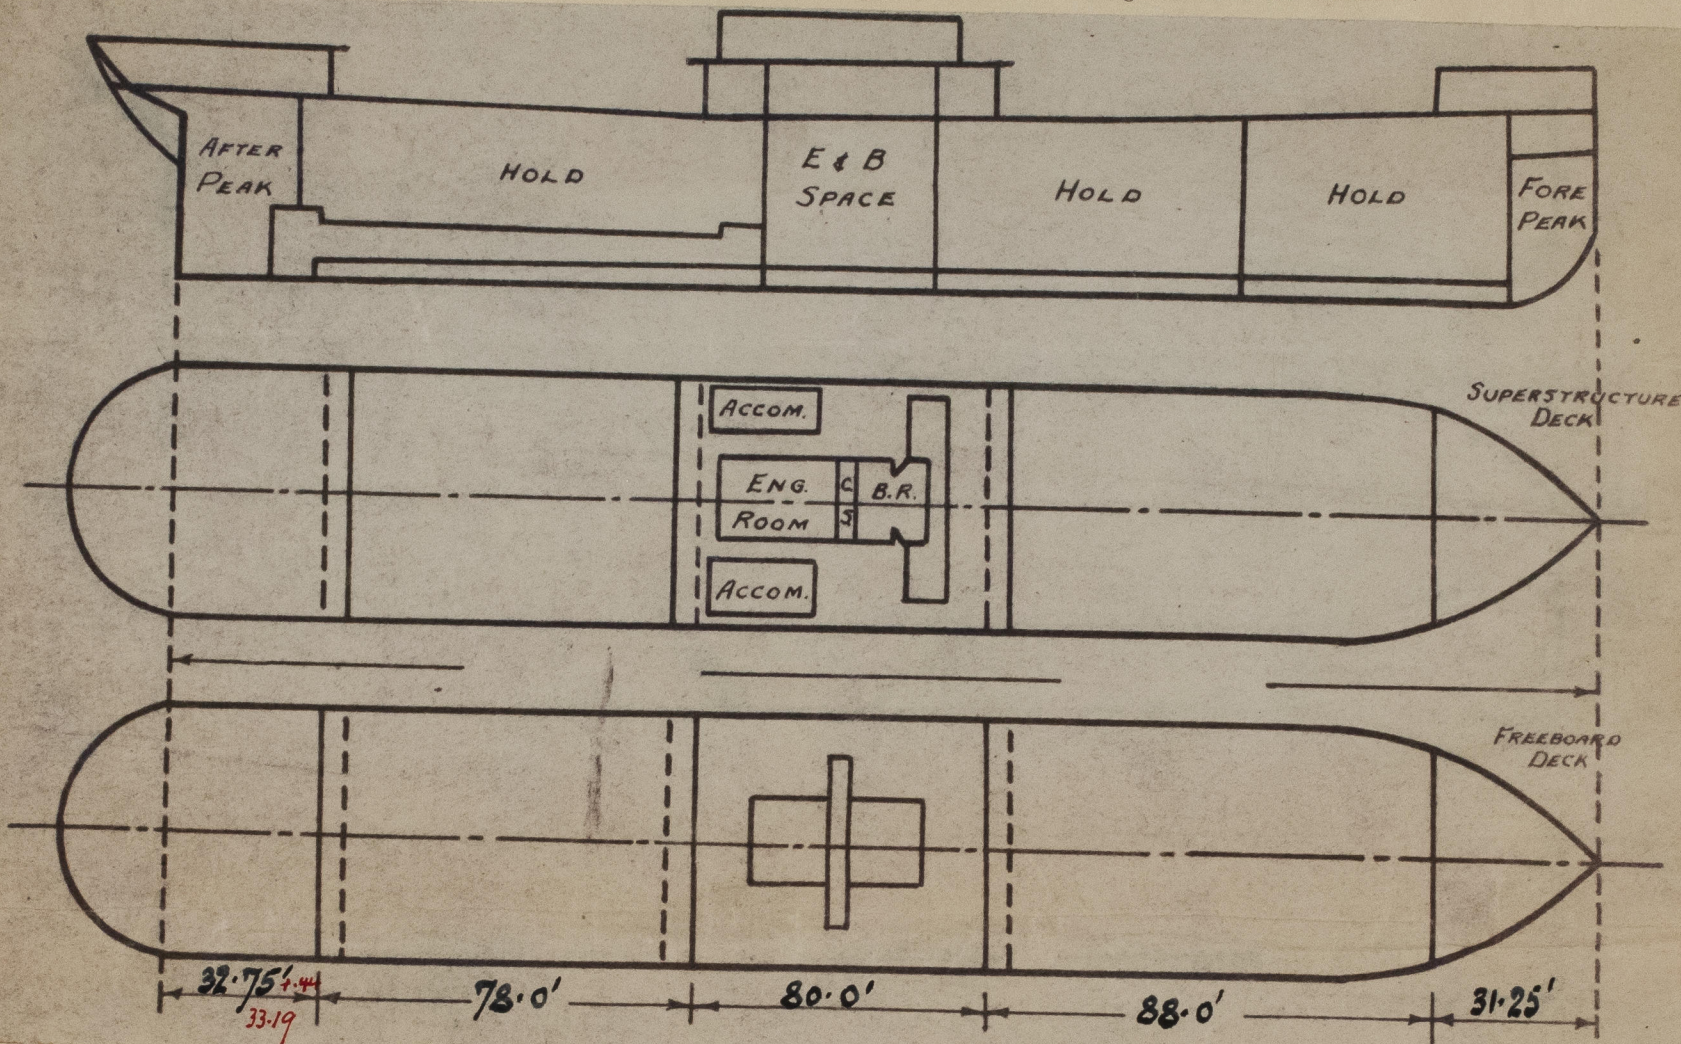 AFTER
PEAK
HOLD
E & B
SPACE
HOLD
HOLD
FORE
PEAK
SUPERSTRUCTURE
DECK
ACCOM.
ENG.
ROOM
C.
S
B.R.
ACCOM.
FREEBOARD
DECK
32.75' +.44
33.19
78.0'
80.0'
88.0'
31.25'